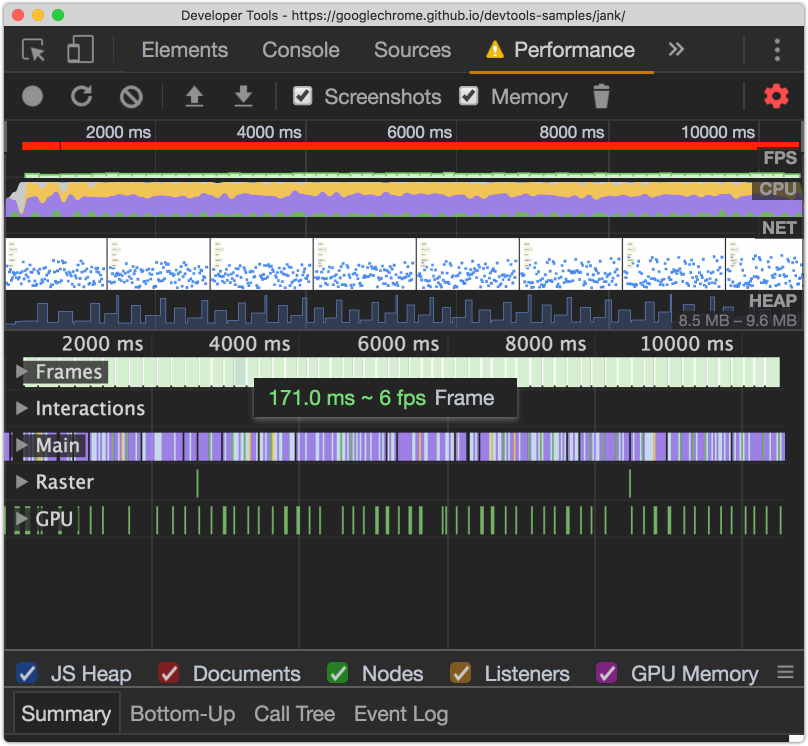 Developer Tools - https://googlechrome.github.io/devtools-samples/jank/
Elements Console Sources Performance »
Screenshots Memory
2000 ms 4000 ms 6000 ms 8000 ms 10000 ms
FPS
CPU
NET
HEAP
8.5 MB – 9.6 MB
2000 ms 4000 ms 6000 ms 8000 ms 10000 ms
Frames
171.0 ms ~ 6 fps Frame
Interactions
Main
Raster
GPU
JS Heap Documents Nodes Listeners GPU Memory
Summary Bottom-Up Call Tree Event Log